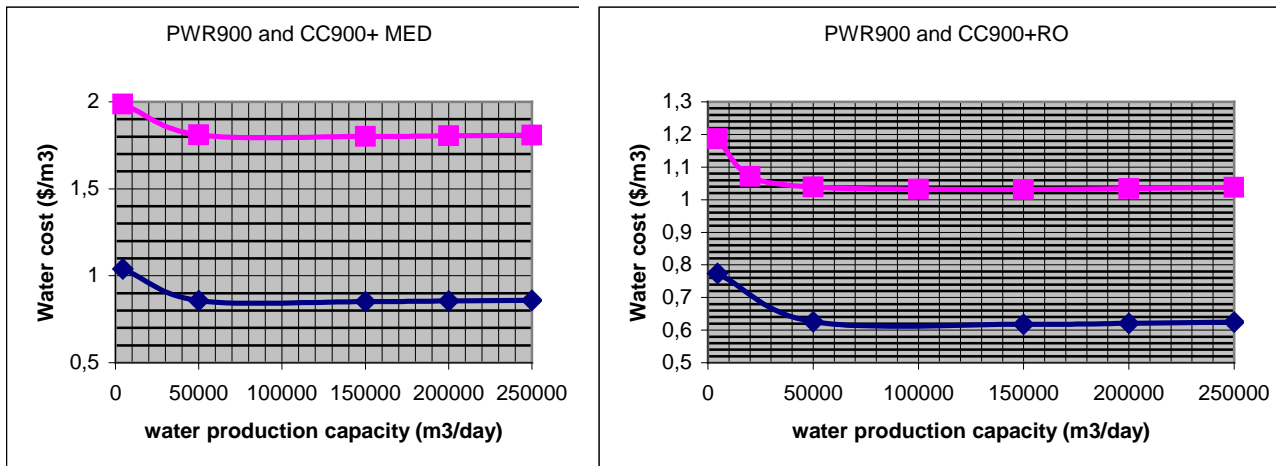 PWR900 and CC900+ MED
Water cost ($/m3)
2
1,5
1
0,5
0 50000 100000 150000 200000 250000
water production capacity (m3/day)
PWR900 and CC900+RO
Water cost ($/m3)
1,3
1,2
1,1
1
0,9
0,8
0,7
0,6
0,5
0 50000 100000 150000 200000 250000
water production capacity (m3/day)